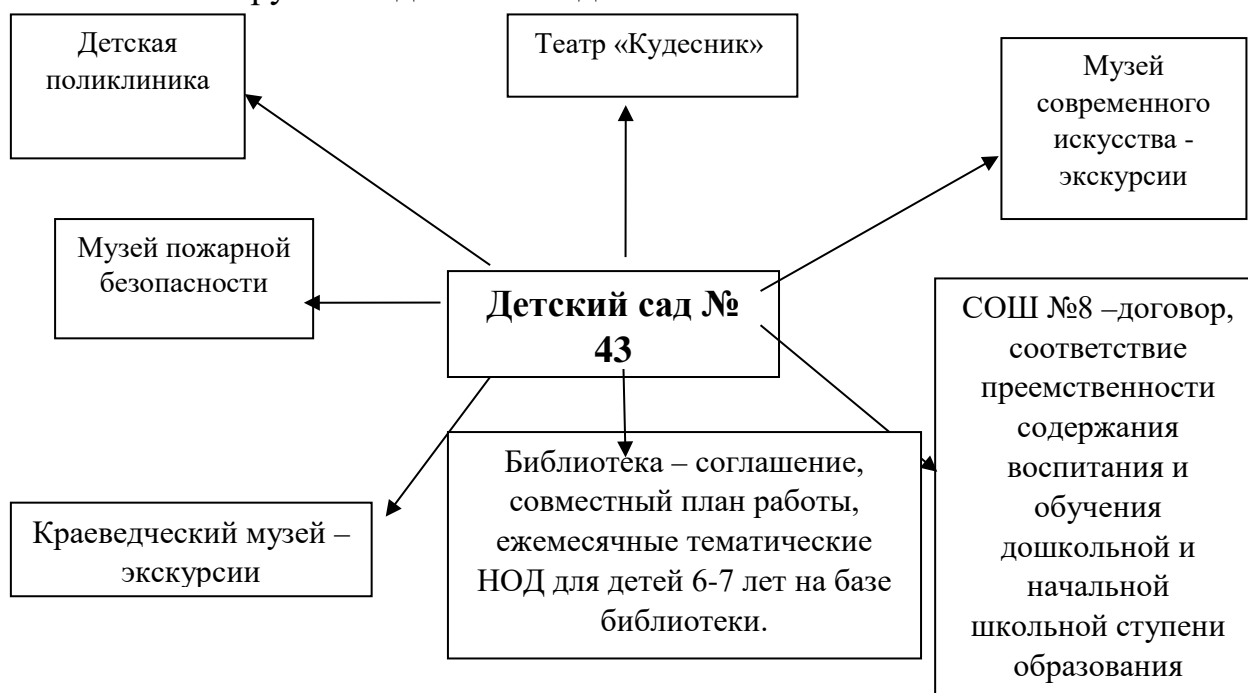 Детская
поликлиника
Театр «Кудесник»
Музей
современного
искусства -
экскурсии
Музей пожарной
безопасности
Детский сад №
43
СОШ №8 –договор,
соответствие
преемственности
содержания
воспитания и
обучения
дошкольной и
начальной
школьной ступени
образования
Библиотека – соглашение,
совместный план работы,
ежемесячные тематические
НОД для детей 6-7 лет на базе
библиотеки.
Краеведческий музей –
экскурсии